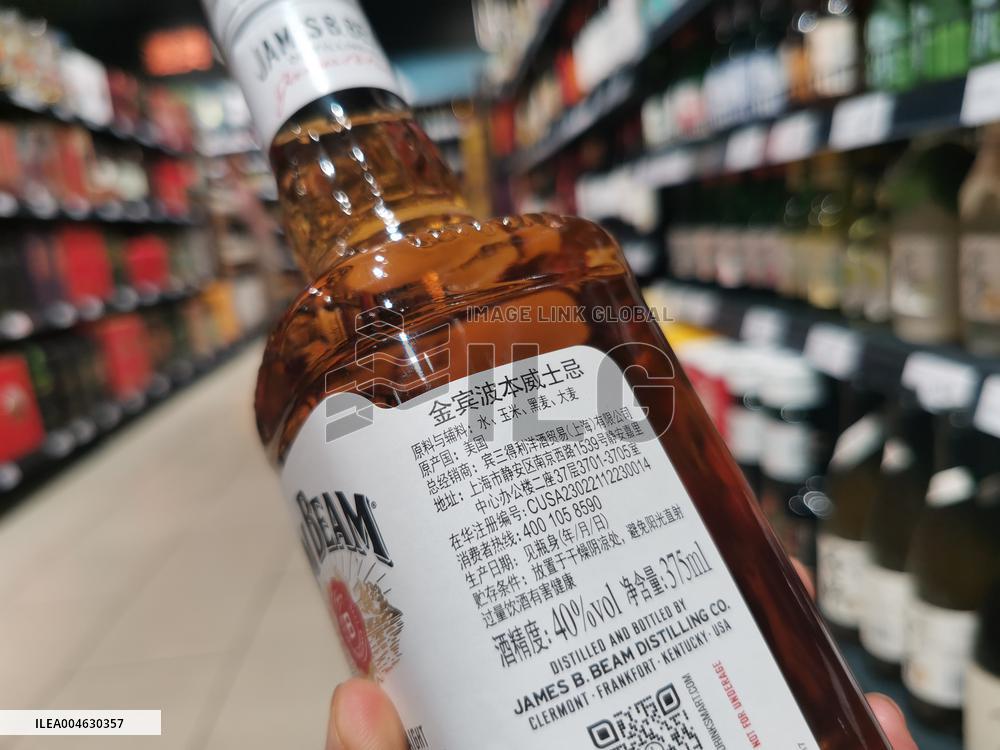 JAMES B. BE
金宾波本威士忌
原料与辅料：水、玉米、黑麦、大麦
原产国：美国
总经销商：宾三得利洋酒贸易(上海)有限公司
地址：上海市静安区南京西路1539号静安嘉里
中心办公楼二座37层3701-3705室
在华注册编号：CUSA23022112230014
消费者热线：400 105 8590
生产日期：见瓶身(年/月/日)
贮存条件：放置于干燥阴凉处，避免阳光直射
过量饮酒有害健康
酒精度：40%vol 净含量:375ml
DISTILLED AND BOTTLED BY
JAMES B. BEAM DISTILLING CO.
CLERMONT · FRANKFORT · KENTUCKY · USA
BEAM®
B
DRINKSMART.COM
NOT FOR UNDERAGE
IMAGE LINK GLOBAL
ILG
ILEA004630357